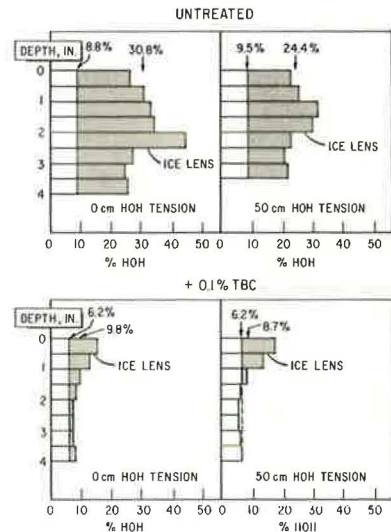 UNTREATED
DEPTH, IN.
8.8% 30.8%
9.5% 24.4%
0
1
2
3
4
ICE LENS
ICE LENS
0 cm HOH TENSION
50 cm HOH TENSION
0 10 20 30 40 50
0 10 20 30 40 50
% HOH
% HOH
+ 0.1% TBC
DEPTH, IN.
6.2%
9.8%
6.2%
8.7%
0
1
2
3
4
ICE LENS
ICE LENS
0 cm HOH TENSION
50 cm HOH TENSION
0 10 20 30 40 50
0 10 20 30 40 50
% HOH
% HOH